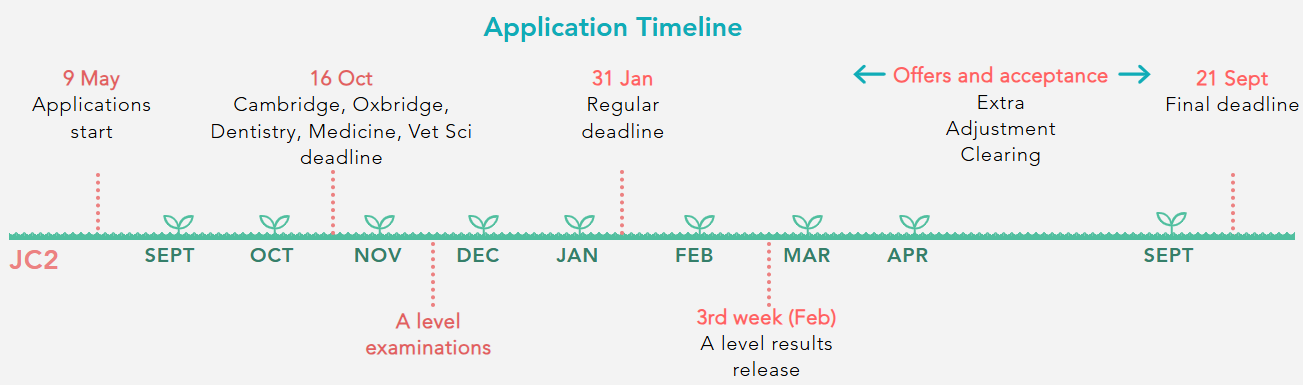 Application Timeline
9 May
Applications
start
16 Oct
Cambridge, Oxbridge,
Dentistry, Medicine, Vet Sci
deadline
31 Jan
Regular
deadline
Offers and acceptance
Extra
Adjustment
Clearing
21 Sept
Final deadline
JC2
SEPT
OCT
NOV
DEC
JAN
FEB
MAR
APR
SEPT
A level
examinations
3rd week (Feb)
A level results
release